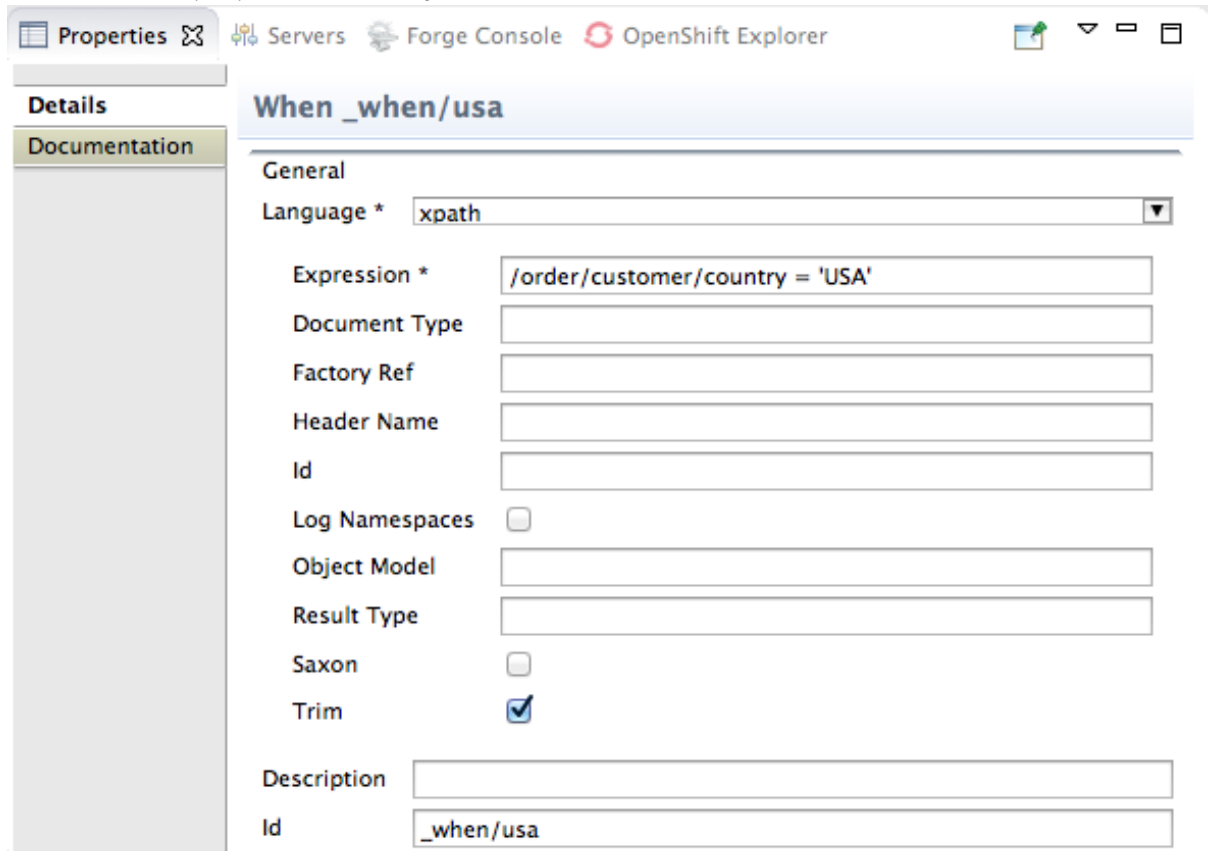 Properties Servers Forge Console OpenShift Explorer
Details
Documentation
When _when/usa
General
Language * xpath
Expression * /order/customer/country = 'USA'
Document Type
Factory Ref
Header Name
Id
Log Namespaces
Object Model
Result Type
Saxon
Trim
Description
Id _when/usa